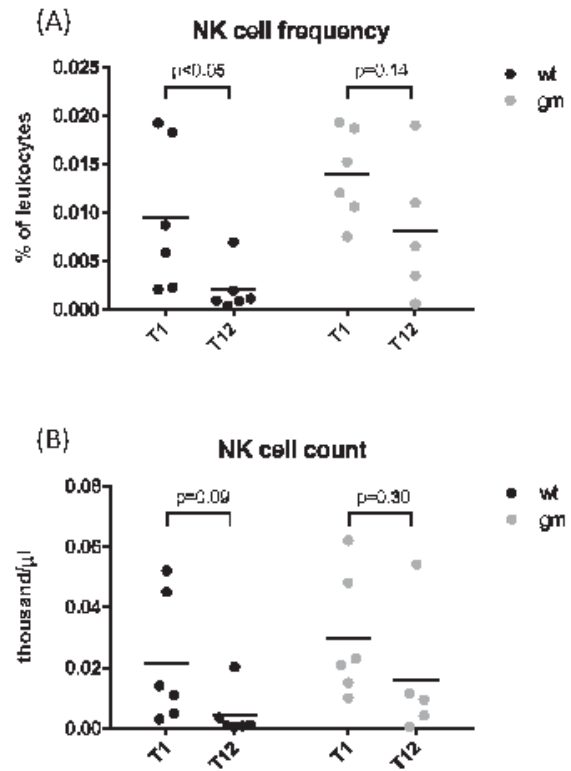 (A)
NK cell frequency
p<0.05
p=0.14
wt
gm
% of leukocytes
0.025
0.020
0.015
0.010
0.005
0.000
T1
T12
T1
T12
(B)
NK cell count
p=0.09
p=0.30
wt
gm
thousand/µl
0.08
0.06
0.04
0.02
0.00
T1
T12
T1
T12